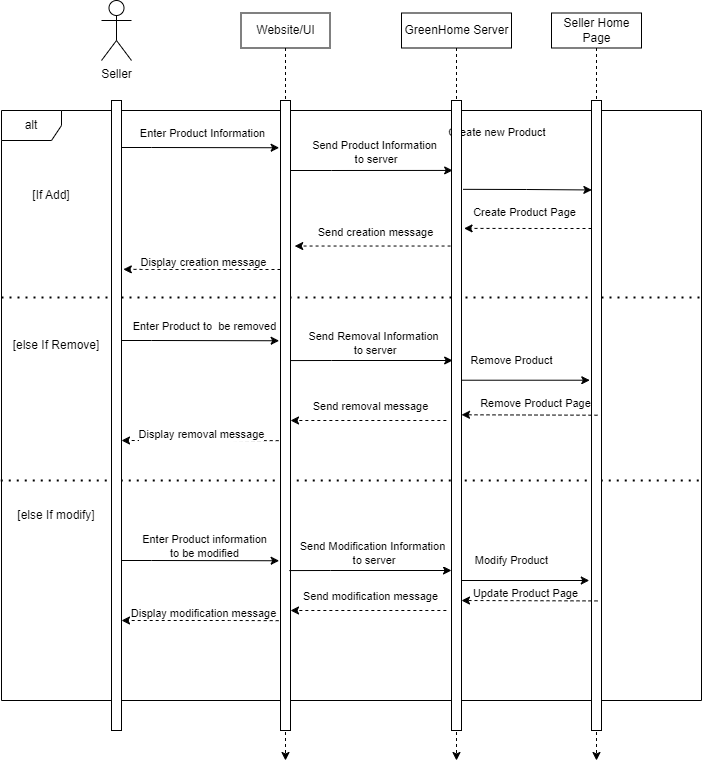 Seller
Website/UI
GreenHome Server
Seller Home
Page
alt
[If Add]
Enter Product Information
Send Product Information
to server
Create new Product
Create Product Page
Send creation message
Display creation message
[else If Remove]
Enter Product to be removed
Send Removal Information
to server
Remove Product
Remove Product Page
Send removal message
Display removal message
[else If modify]
Enter Product information
to be modified
Send Modification Information
to server
Modify Product
Update Product Page
Send modification message
Display modification message